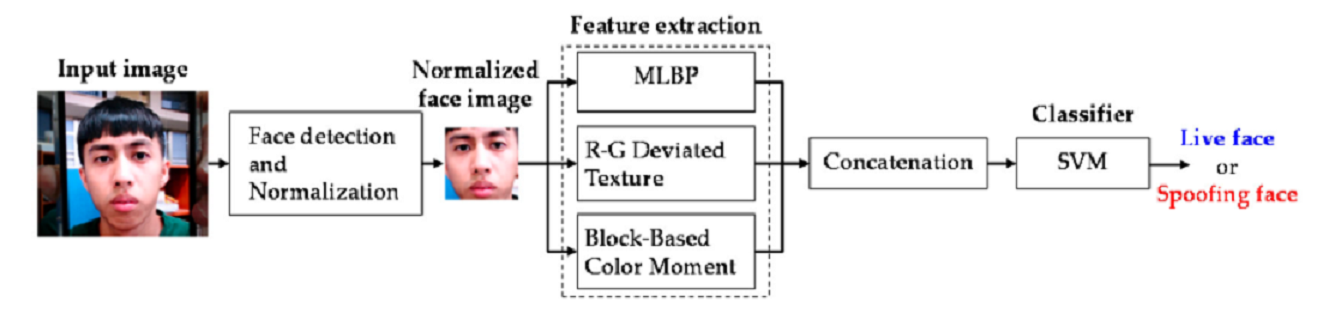 Input image
Face detection
and
Normalization
Normalized
face image
Feature extraction
MLBP
R-G Deviated
Texture
Block-Based
Color Moment
Concatenation
Classifier
SVM
Live face
or
Spoofing face